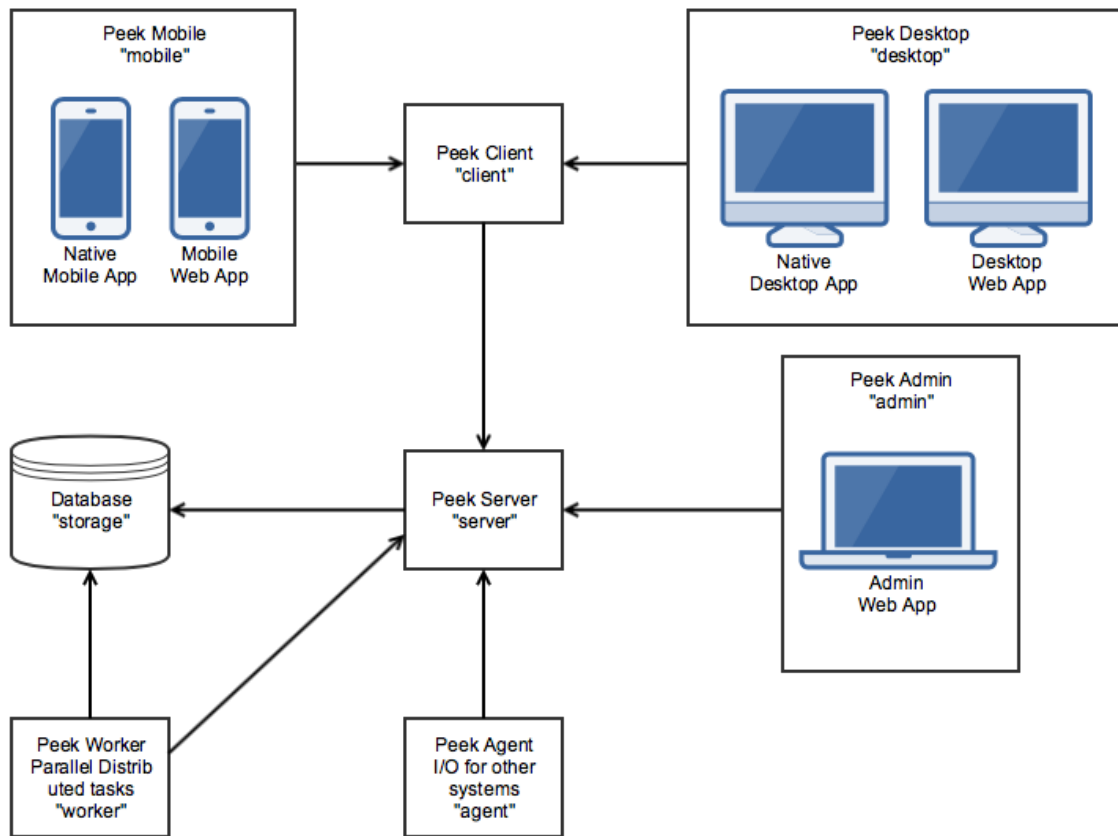 Peek Mobile
"mobile"
Native
Mobile App
Mobile
Web App
Peek Client
"client"
Peek Desktop
"desktop"
Native
Desktop App
Desktop
Web App
Peek Admin
"admin"
Admin
Web App
Database
"storage"
Peek Server
"server"
Peek Worker
Parallel Distrib
uted tasks
"worker"
Peek Agent
I/O for other
systems
"agent"